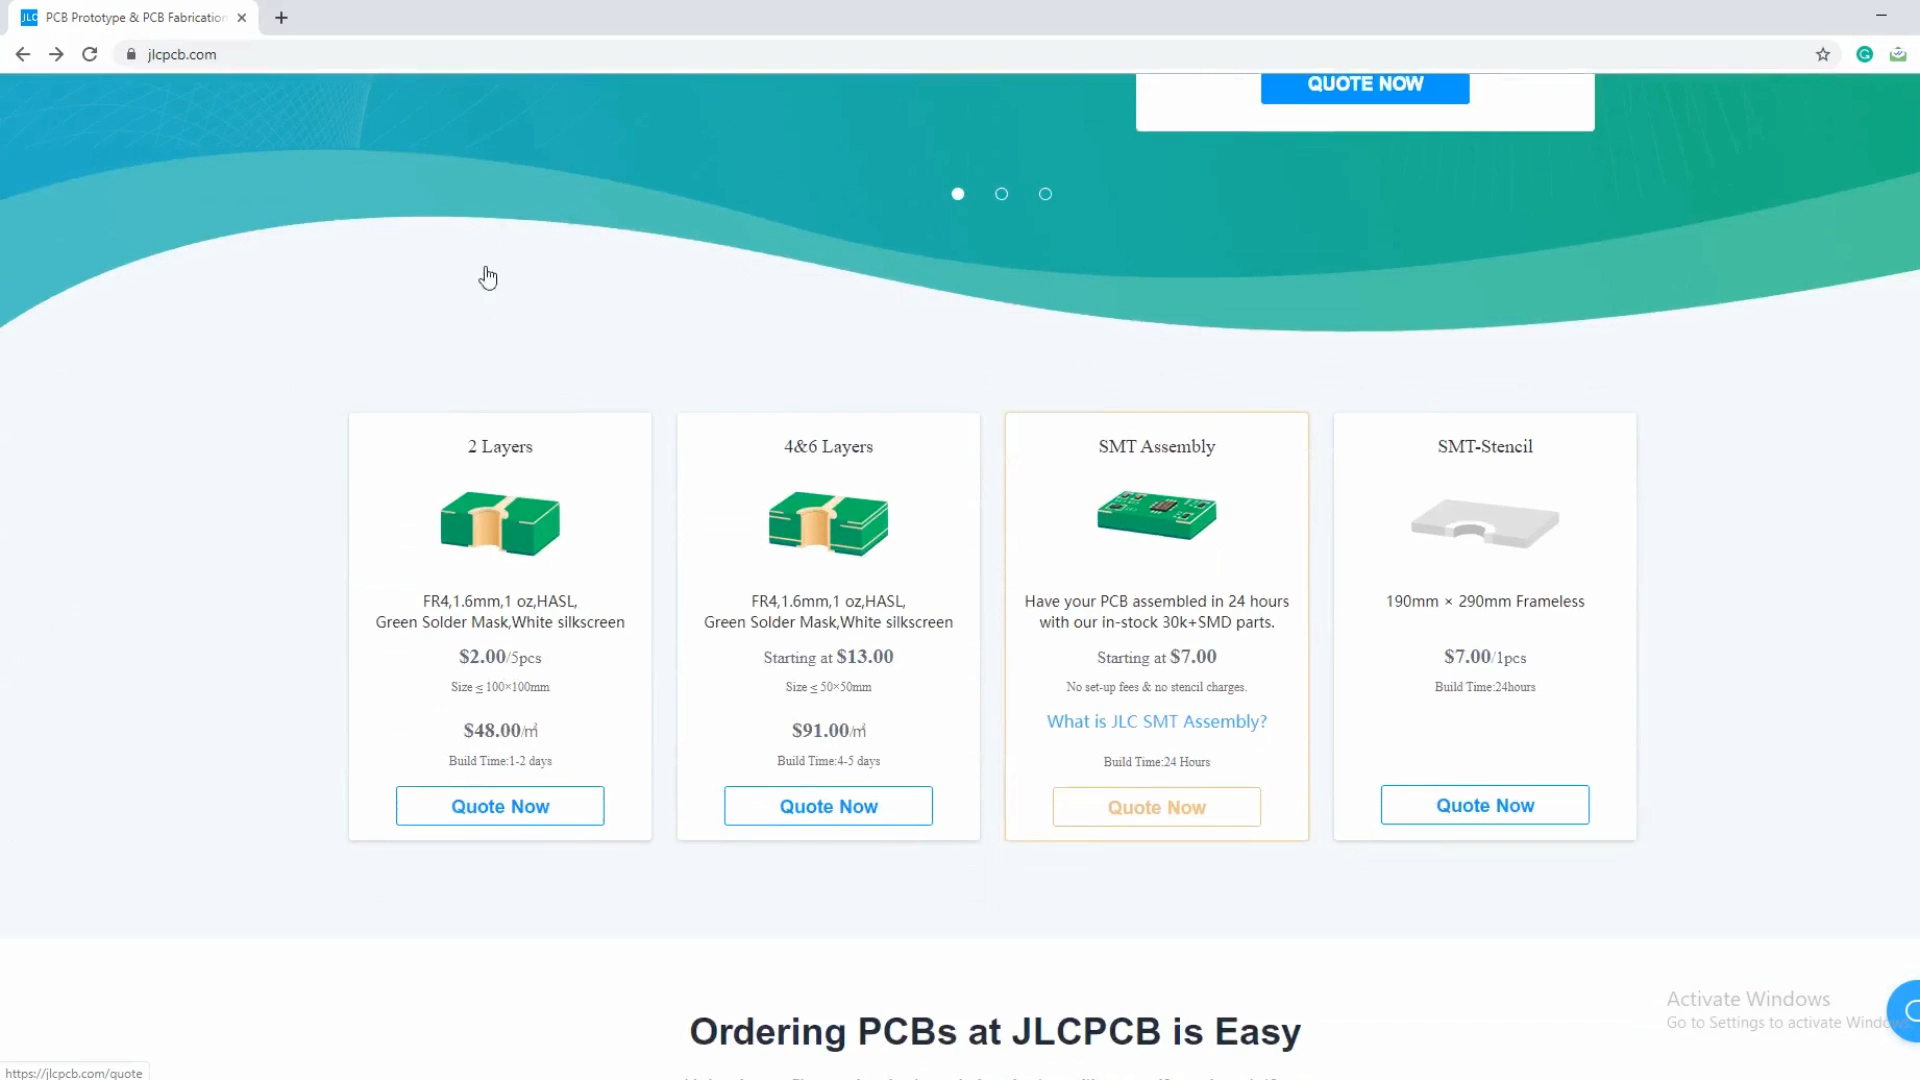 JLC PCB Prototype & PCB Fabrication
jlcpcb.com
QUOTE NOW
2 Layers
FR4,1.6mm,1 oz,HASL,
Green Solder Mask,White silkscreen
$2.00/5pcs
Size ≤ 100×100mm
$48.00/㎡
Build Time:1-2 days
Quote Now
4&6 Layers
FR4,1.6mm,1 oz,HASL,
Green Solder Mask,White silkscreen
Starting at $13.00
Size ≤ 50×50mm
$91.00/㎡
Build Time:4-5 days
Quote Now
SMT Assembly
Have your PCB assembled in 24 hours
with our in-stock 30k+SMD parts.
Starting at $7.00
No set-up fees & no stencil charges.
What is JLC SMT Assembly?
Build Time:24 Hours
Quote Now
SMT-Stencil
190mm × 290mm Frameless
$7.00/1pcs
Build Time:24hours
Quote Now
Activate Windows
Go to Settings to activate Windows.
Ordering PCBs at JLCPCB is Easy
https://jlcpcb.com/quote